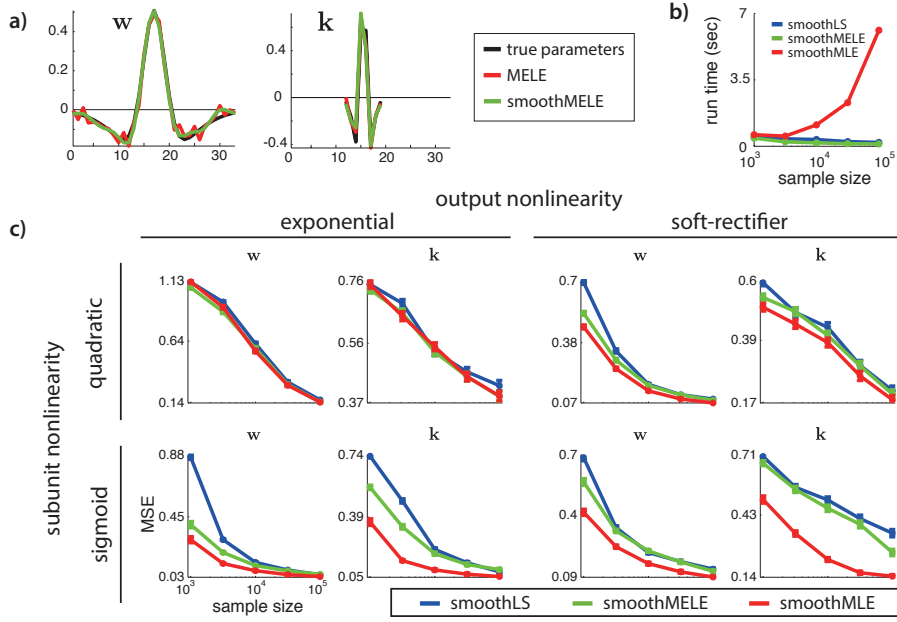 a)
w
0.4
0.2
0
0
10
20
30
k
0.4
0
-0.4
0
10
20
30
true parameters
MELE
smoothMELE
b)
run time (sec)
7
3.5
0
smoothLS
smoothMELE
smoothMLE
10^3
10^4
10^5
sample size
c)
output nonlinearity
exponential
soft-rectifier
subunit nonlinearity
quadratic
w
1.13
0.64
0.14
k
0.76
0.56
0.37
w
0.7
0.38
0.07
k
0.6
0.39
0.17
sigmoid
w
MSE
0.88
0.45
0.03
10^3
10^4
10^5
sample size
k
0.74
0.49
0.05
w
0.7
0.4
0.09
k
0.71
0.43
0.14
smoothLS
smoothMELE
smoothMLE